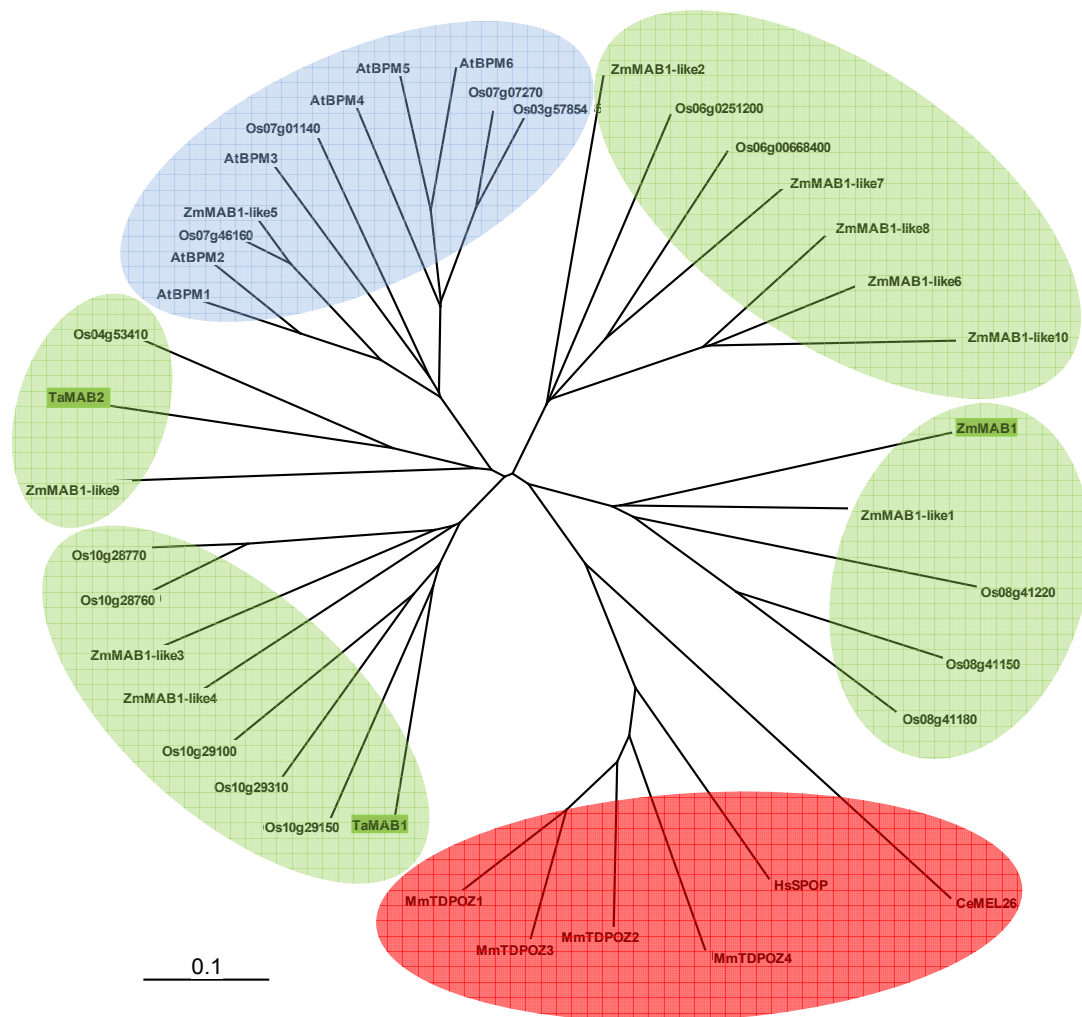 AtBPM5
AtBPM6
ZmMAB1-like2
AtBPM4
Os07g07270
Os03g57854
Os06g0251200
Os07g01140
Os06g00668400
AtBPM3
ZmMAB1-like7
ZmMAB1-like5
Os07g46160
ZmMAB1-like8
AtBPM2
ZmMAB1-like6
AtBPM1
Os04g53410
ZmMAB1-like10
TaMAB2
ZmMAB1
ZmMAB1-like9
ZmMAB1-like1
Os10g28770
Os10g28760
Os08g41220
ZmMAB1-like3
Os08g41150
ZmMAB1-like4
Os08g41180
Os10g29100
Os10g29310
Os10g29150
TaMAB1
HsSPOP
MmTDPOZ1
CeMEL26
MmTDPOZ2
MmTDPOZ3
MmTDPOZ4
0.1